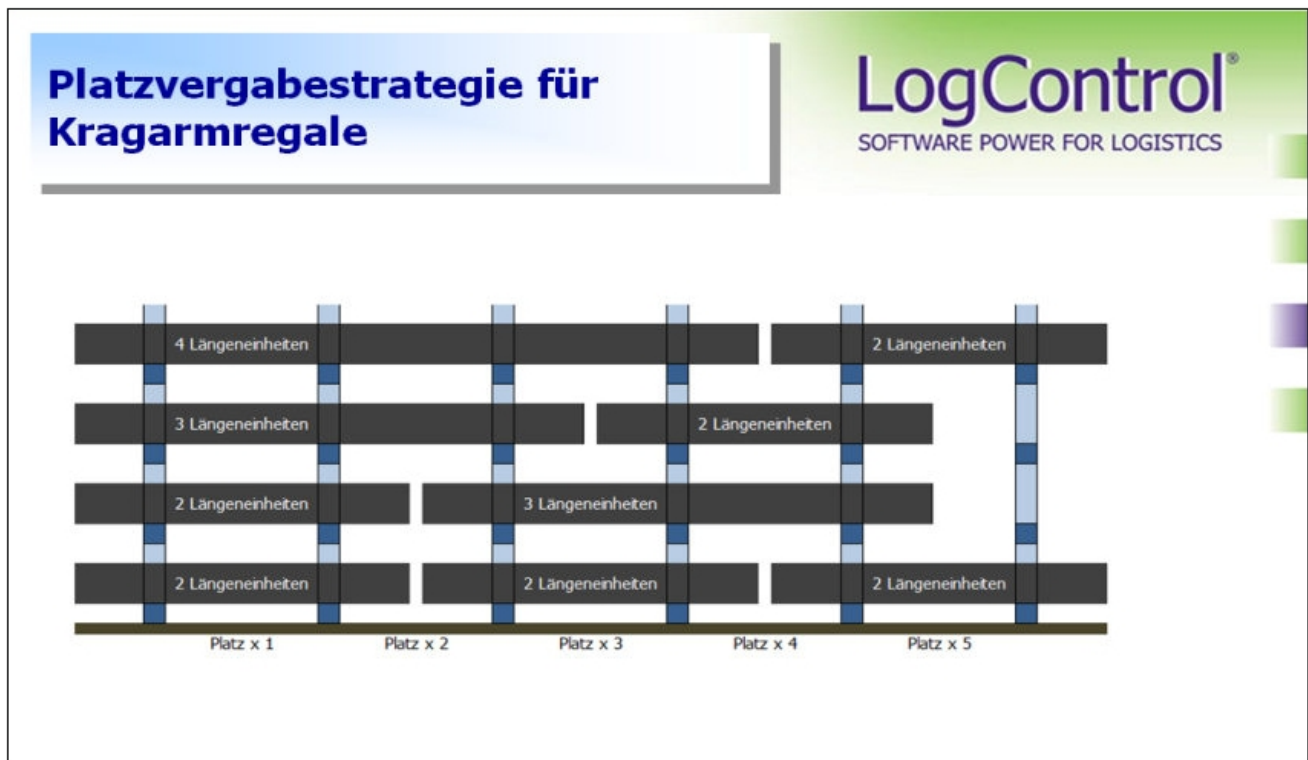 Platzvergabestrategie für
Kragarmregale
LogControl®
SOFTWARE POWER FOR LOGISTICS
4 Längeneinheiten
2 Längeneinheiten
3 Längeneinheiten
2 Längeneinheiten
2 Längeneinheiten
3 Längeneinheiten
2 Längeneinheiten
2 Längeneinheiten
2 Längeneinheiten
Platz x 1
Platz x 2
Platz x 3
Platz x 4
Platz x 5